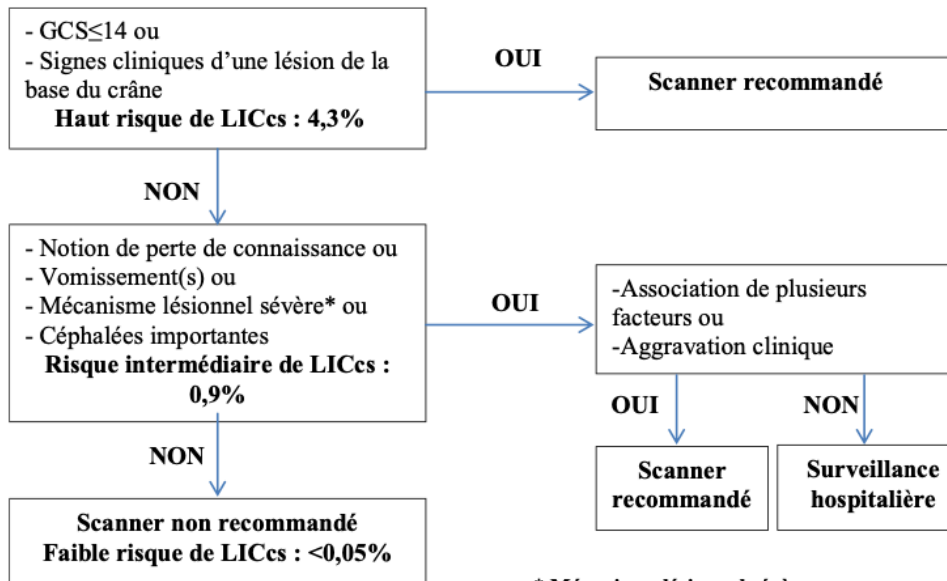 - GCS≤14 ou
- Signes cliniques d'une lésion de la
base du crâne
Haut risque de LICcs : 4,3%
OUI
Scanner recommandé
NON
- Notion de perte de connaissance ou
- Vomissement(s) ou
- Mécanisme lésionnel sévère* ou
- Céphalées importantes
Risque intermédiaire de LICcs :
0,9%
OUI
-Association de plusieurs
facteurs ou
-Aggravation clinique
OUI
NON
Scanner
recommandé
Surveillance
hospitalière
NON
Scanner non recommandé
Faible risque de LICcs : <0,05%